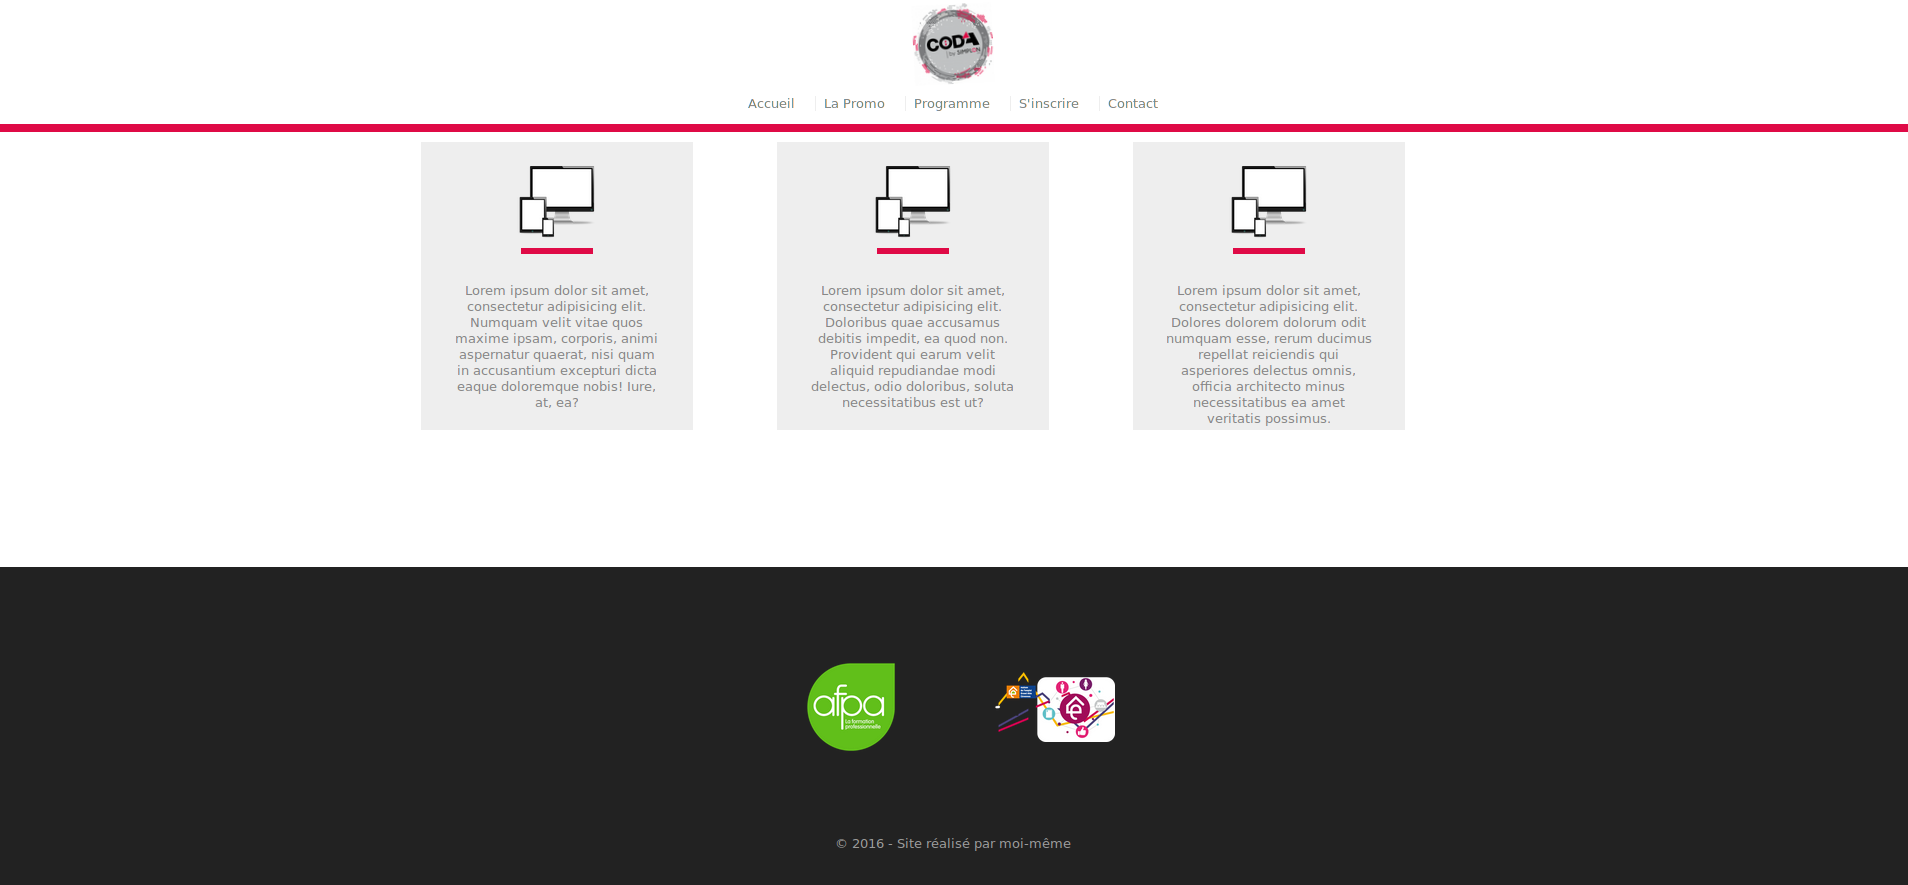 CODA
by SIMPLON
Accueil
La Promo
Programme
S'inscrire
Contact
Lorem ipsum dolor sit amet,
consectetur adipisicing elit.
Numquam velit vitae quos
maxime ipsam, corporis, animi
aspernatur quaerat, nisi quam
in accusantium excepturi dicta
eaque doloremque nobis! Iure,
at, ea?
Lorem ipsum dolor sit amet,
consectetur adipisicing elit.
Doloribus quae accusamus
debitis impedit, ea quod non.
Provident qui earum velit
aliquid repudiandae modi
delectus, odio doloribus, soluta
necessitatibus est ut?
Lorem ipsum dolor sit amet,
consectetur adipisicing elit.
Dolores dolorem dolorum odit
numquam esse, rerum ducimus
repellat reiciendis qui
asperiores delectus omnis,
officia architecto minus
necessitatibus ea amet
veritatis possimus.
afpa
La formation
professionnelle
© 2016 - Site réalisé par moi-même